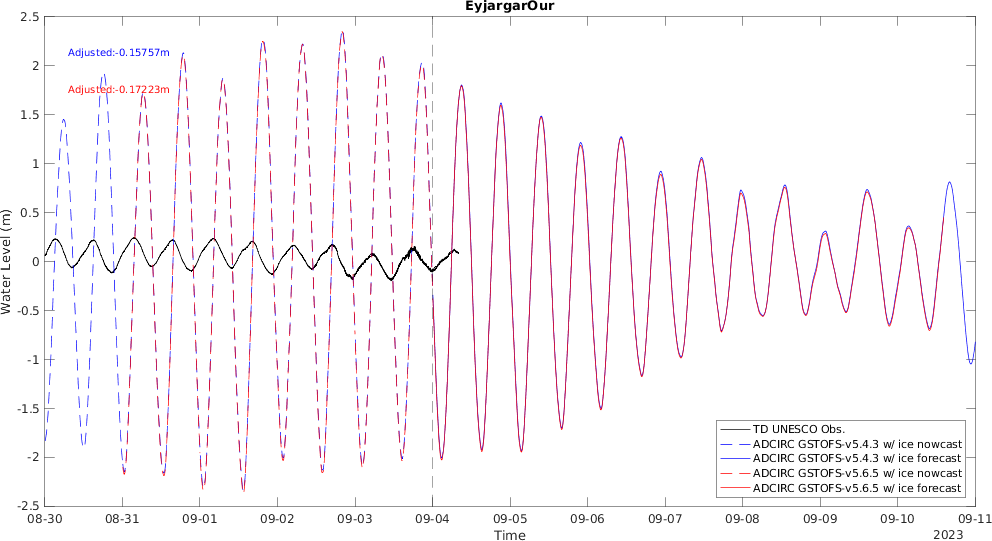 EyjargarOur
2.5
Adjusted:-0.15757m
2
Adjusted:-0.17223m
1.5
1
0.5
0
-0.5
-1
-1.5
-2
-2.5
Water Level (m)
TD UNESCO Obs.
ADCIRC GSTOFS-v5.4.3 w/ ice nowcast
ADCIRC GSTOFS-v5.4.3 w/ ice forecast
ADCIRC GSTOFS-v5.6.5 w/ ice nowcast
ADCIRC GSTOFS-v5.6.5 w/ ice forecast
08-30 08-31 09-01 09-02 09-03 09-04 09-05 09-06 09-07 09-08 09-09 09-10 09-11
Time
2023